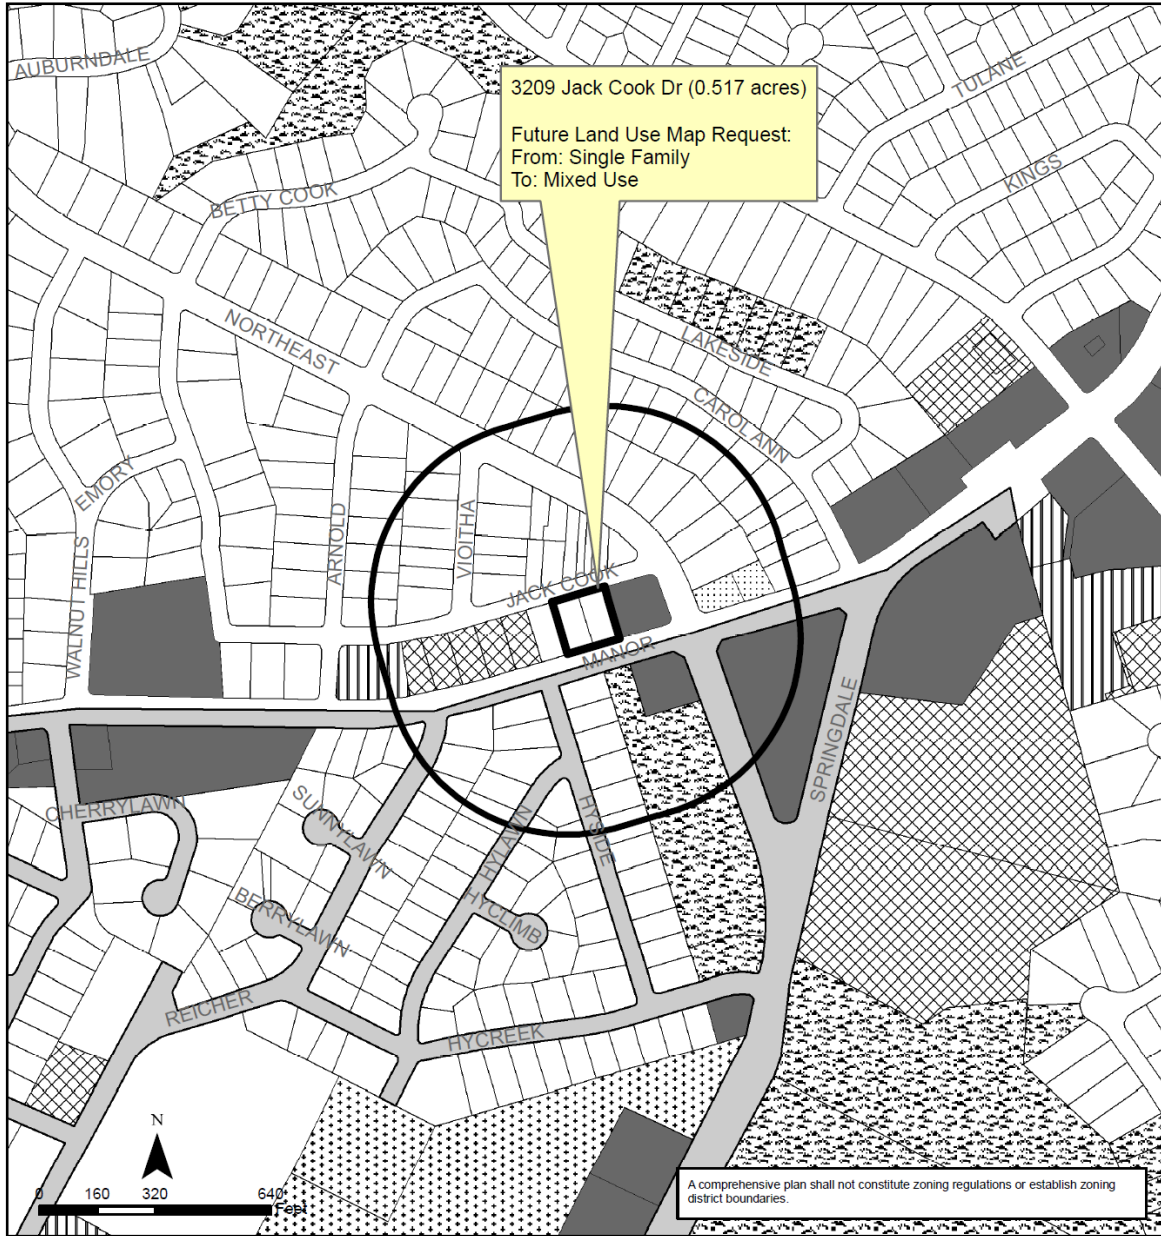 AUBURNDALE
TULANE
3209 Jack Cook Dr (0.517 acres)
Future Land Use Map Request:
From: Single Family
To: Mixed Use
KINGS
BETTY COOK
NORTHEAST
LAKESIDE
CAROL ANN
EMORY
VIOITHA
ARNOLD
WALNUT HILLS
JACK COOK
MANOR
SPRINGDALE
CHERRYLAWN
SUNNYLAWN
HYLAWN
HYSIDE
BERRYLAWN
HYCLIMB
REICHER
HYCREEK
N
0 160 320 640
Feet
A comprehensive plan shall not constitute zoning regulations or establish zoning
district boundaries.